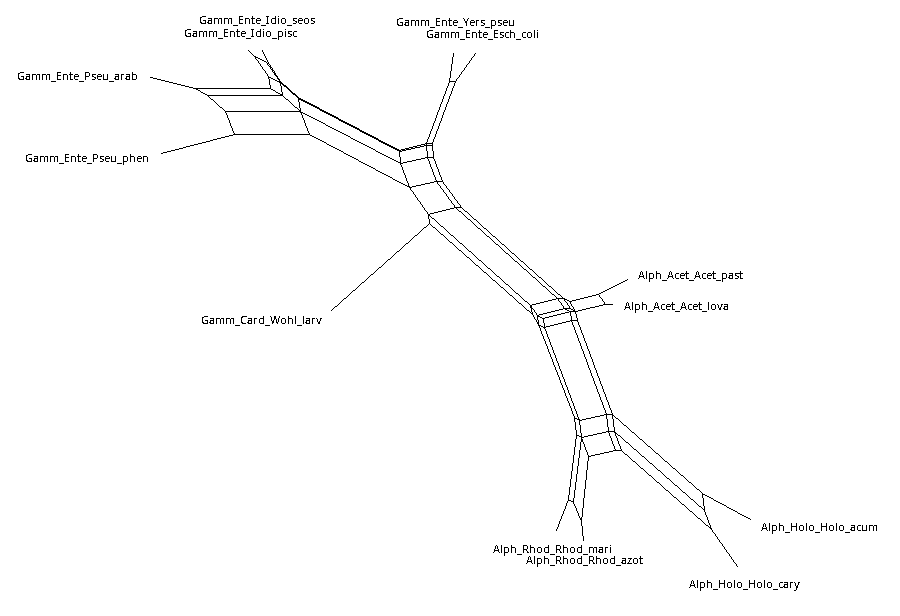 Gamm_Ente_Idio_seos
Gamm_Ente_Yers_pseu
Gamm_Ente_Idio_pisc
Gamm_Ente_Esch_coli
Gamm_Ente_Pseu_arab
Gamm_Ente_Pseu_phen
Alph_Acet_Acet_past
Alph_Acet_Acet_lova
Gamm_Card_Wohl_larv
Alph_Holo_Holo_acum
Alph_Rhod_Rhod_mari
Alph_Rhod_Rhod_azot
Alph_Holo_Holo_cary